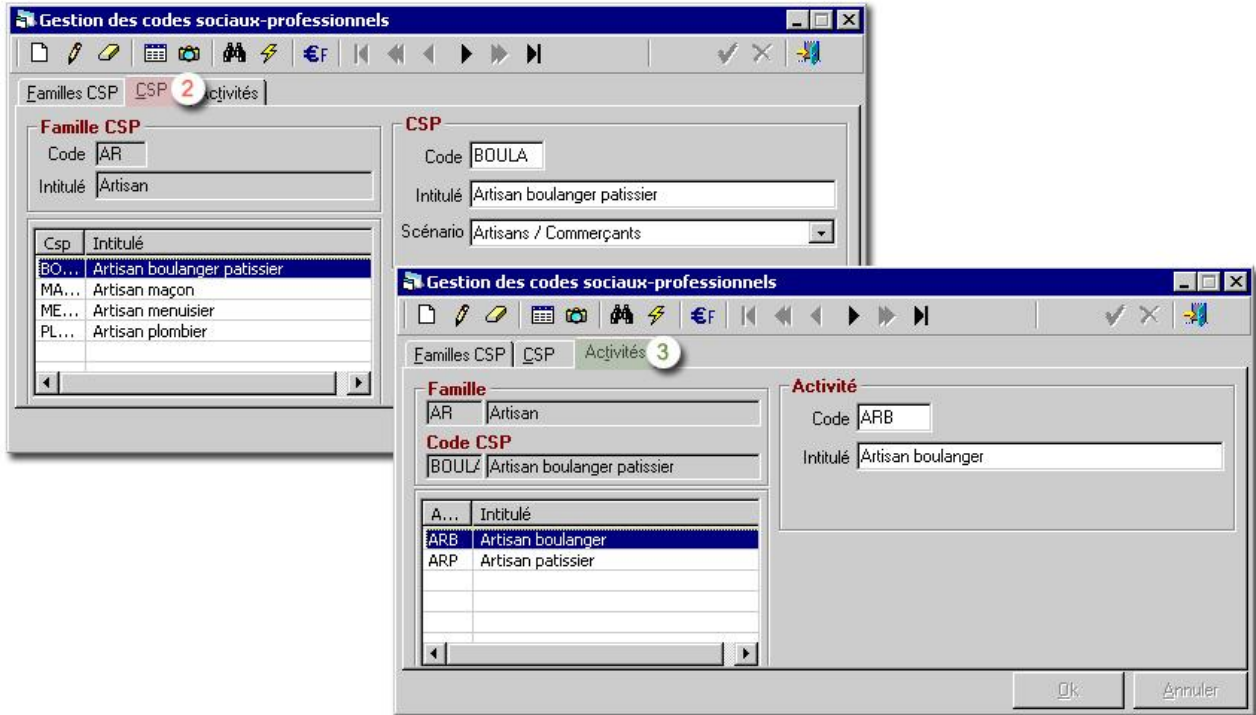 Gestion des codes sociaux-professionnels
€F
Familles CSP CSP 2 ctivités
Famille CSP
Code AR
Intitulé Artisan
CSP
Code BOULA
Intitulé Artisan boulanger patissier
Scénario Artisans / Commerçants
Csp Intitulé
BO... Artisan boulanger patissier
MA... Artisan maçon
ME... Artisan menuisier
PL... Artisan plombier
Gestion des codes sociaux-professionnels
€F
Familles CSP CSP Activités 3
Famille
AR Artisan
Code CSP
BOULA Artisan boulanger patissier
Activité
Code ARB
Intitulé Artisan boulanger
A... Intitulé
ARB Artisan boulanger
ARP Artisan patissier
Ok Annuler